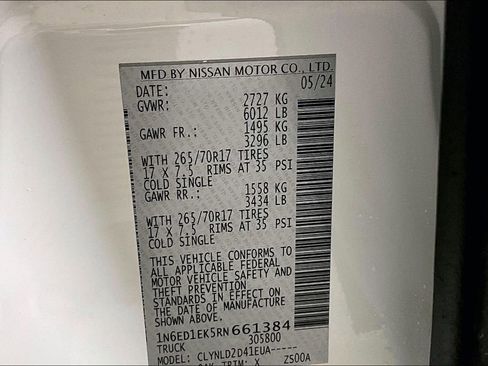 MFD BY NISSAN MOTOR CO., LTD.
DATE: 05/24
GVWR: 2727 KG
6012 LB
GAWR FR.: 1495 KG
3296 LB
WITH 265/70R17 TIRES
17 X 7.5 RIMS AT 35 PSI
COLD SINGLE
GAWR RR.: 1558 KG
3434 LB
WITH 265/70R17 TIRES
17 X 7.5 RIMS AT 35 PSI
COLD SINGLE
THIS VEHICLE CONFORMS TO
ALL APPLICABLE FEDERAL
MOTOR VEHICLE SAFETY AND
THEFT PREVENTION
STANDARDS IN EFFECT ON
THE DATE OF MANUFACTURE
SHOWN ABOVE.
1N6ED1EK5RN661384
TRUCK 305800
MODEL: CLYNLD2D41EUA-----
TRIM: X Z500A